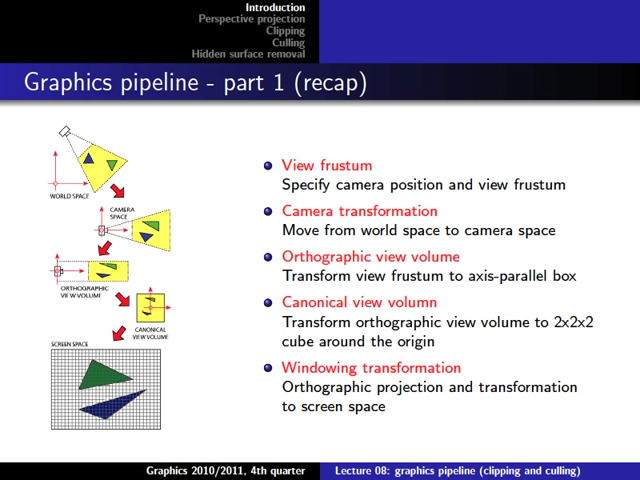 Introduction
Perspective projection
Clipping
Culling
Hidden surface removal
Graphics pipeline - part 1 (recap)
WORLD SPACE
CAMERA
SPACE
ORTHOGRAPHIC
VIEW VOLUME
CANONICAL
VIEW VOLUME
SCREEN SPACE
View frustum
Specify camera position and view frustum
Camera transformation
Move from world space to camera space
Orthographic view volume
Transform view frustum to axis-parallel box
Canonical view volumn
Transform orthographic view volume to 2x2x2
cube around the origin
Windowing transformation
Orthographic projection and transformation
to screen space
Graphics 2010/2011, 4th quarter
Lecture 08: graphics pipeline (clipping and culling)